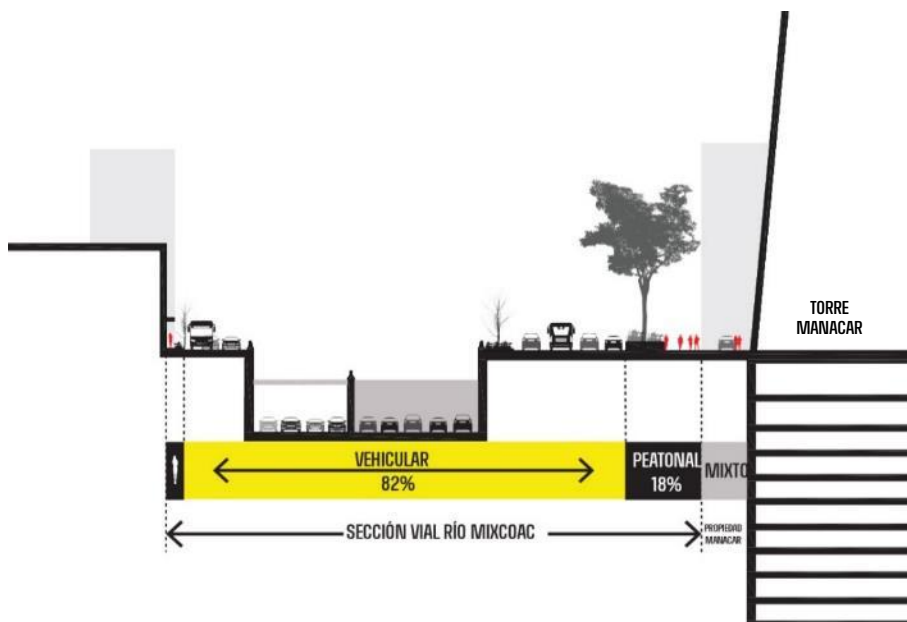 TORRE
MANACAR
VEHICULAR
82%
PEATONAL
18%
MIXTO
SECCIÓN VIAL RÍO MIXCOAC
PROPIEDAD
MANACAR